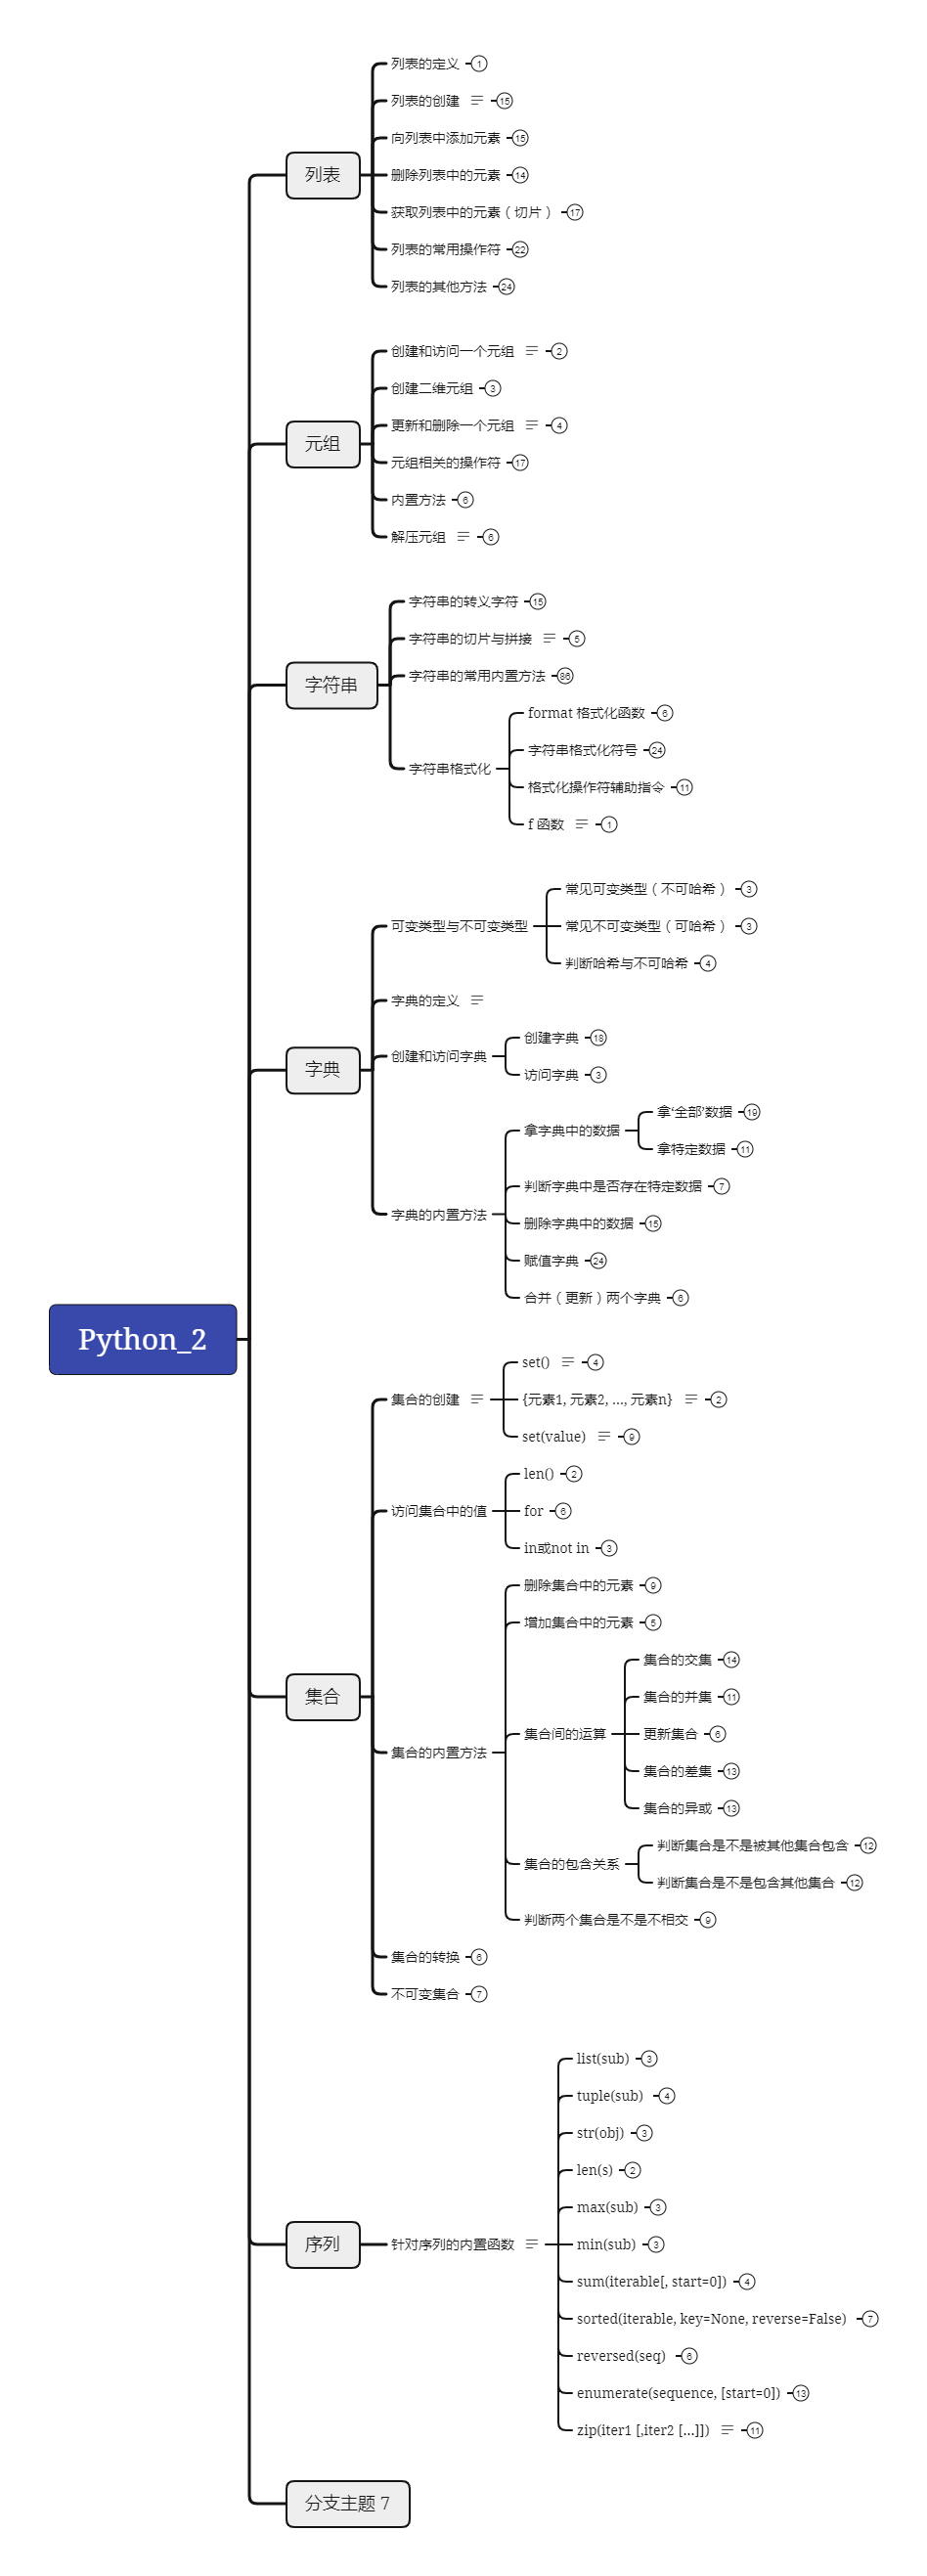 列表的定义 1
列表的创建 15
向列表中添加元素 15
删除列表中的元素 14
列表
获取列表中的元素（切片） 17
列表的常用操作符 22
列表的其他方法 24
创建和访问一个元组 2
创建二维元组 3
更新和删除一个元组 4
元组
元组相关的操作符 17
内置方法 6
解压元组 6
字符串的转义字符 15
字符串的切片与拼接 5
字符串的常用内置方法 86
字符串
format 格式化函数 6
字符串格式化符号 24
字符串格式化
格式化操作符辅助指令 11
f 函数 1
常见可变类型（不可哈希） 3
可变类型与不可变类型
常见不可变类型（可哈希） 3
判断哈希与不可哈希 4
字典的定义
创建字典 18
创建和访问字典
字典
访问字典 3
拿‘全部’数据 19
拿字典中的数据
拿特定数据 11
判断字典中是否存在特定数据 7
字典的内置方法
删除字典中的数据 15
赋值字典 24
合并（更新）两个字典 6
Python_2
set() 4
集合的创建
{元素1, 元素2, ..., 元素n} 2
set(value) 9
len() 2
访问集合中的值
for 6
in或not in 3
删除集合中的元素 9
增加集合中的元素 5
集合的交集 14
集合
集合的并集 11
集合间的运算
更新集合 6
集合的内置方法
集合的差集 13
集合的异或 13
判断集合是不是被其他集合包含 12
集合的包含关系
判断集合是不是包含其他集合 12
判断两个集合是不是不相交 9
集合的转换 6
不可变集合 7
list(sub) 3
tuple(sub) 4
str(obj) 3
len(s) 2
max(sub) 3
序列
针对序列的内置函数
min(sub) 3
sum(iterable[, start=0]) 4
sorted(iterable, key=None, reverse=False) 7
reversed(seq) 6
enumerate(sequence, [start=0]) 13
zip(iter1 [,iter2 [...]]) 11
分支主题 7